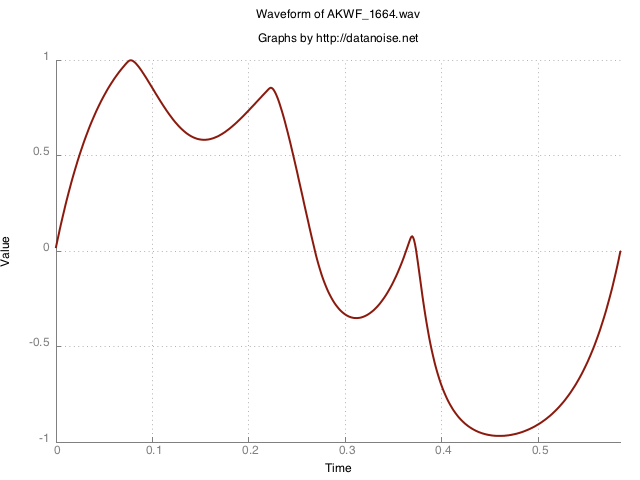 Waveform of AKWF_1664.wav
Graphs by http://datanoise.net
1
0.5
0
-0.5
-1
Value
0 0.1 0.2 0.3 0.4 0.5
Time